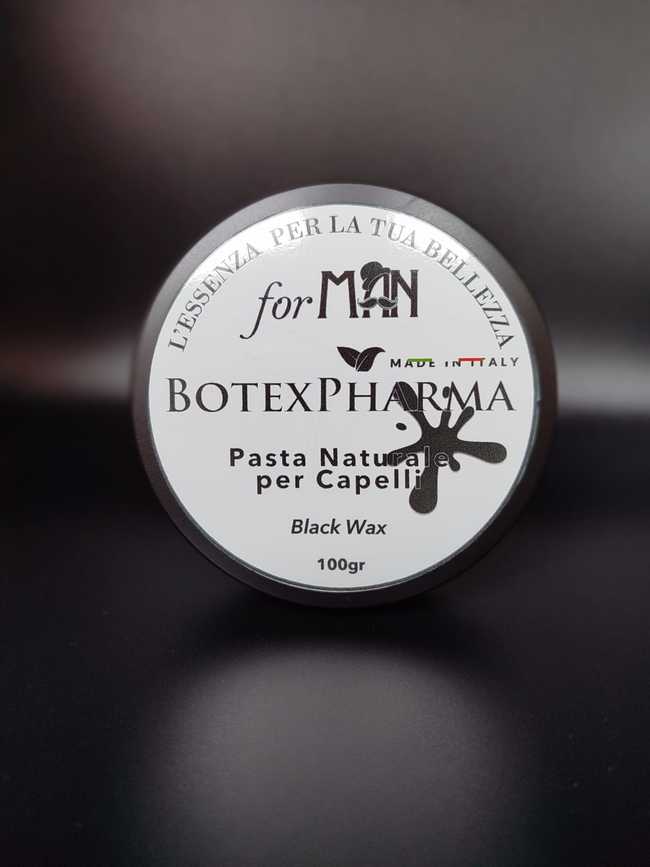 L'ESSENZA PER LA TUA BELLEZZA
for MAN
MADE IN ITALY
BOTEXPHARMA
Pasta Naturale
per Capelli
Black Wax
100gr